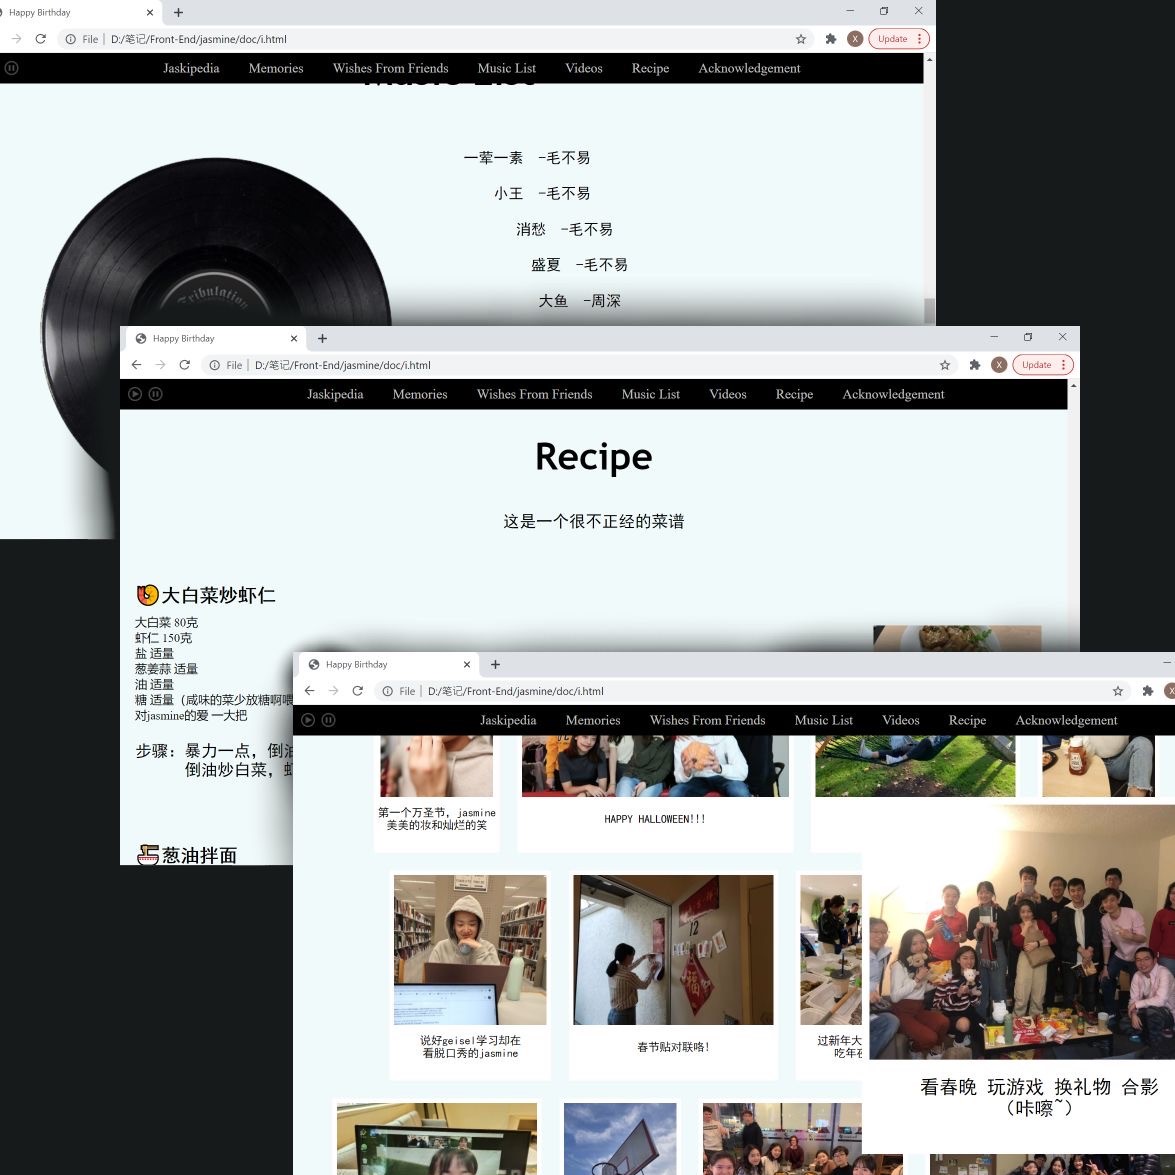 Happy Birthday
File D:/笔记/Front-End/jasmine/doc/i.html
Update
Jaskipedia Memories Wishes From Friends Music List Videos Recipe Acknowledgement
Music List
一荤一素 -毛不易
小王 -毛不易
消愁 -毛不易
盛夏 -毛不易
大鱼 -周深
Tribulation
Happy Birthday
File D:/笔记/Front-End/jasmine/doc/i.html
X
Update
Jaskipedia Memories Wishes From Friends Music List Videos Recipe Acknowledgement
Recipe
这是一个很不正经的菜谱
大白菜炒虾仁
大白菜 80克
虾仁 150克
盐 适量
葱姜蒜 适量
油 适量
糖 适量（咸味的菜少放糖啊喂
对jasmine的爱 一大把
步骤：暴力一点，倒油
倒油炒白菜，虾
葱油拌面
Happy Birthday
File D:/笔记/Front-End/jasmine/doc/i.html
Jaskipedia Memories Wishes From Friends Music List Videos Recipe Acknowledgement
第一个万圣节，jasmine
美美的妆和灿烂的笑
HAPPY HALLOWEEN!!!
12
福
说好geisel学习却在
看脱口秀的jasmine
春节贴对联咯!
过新年大
吃年夜
看春晚 玩游戏 换礼物 合影
（咔嚓~）